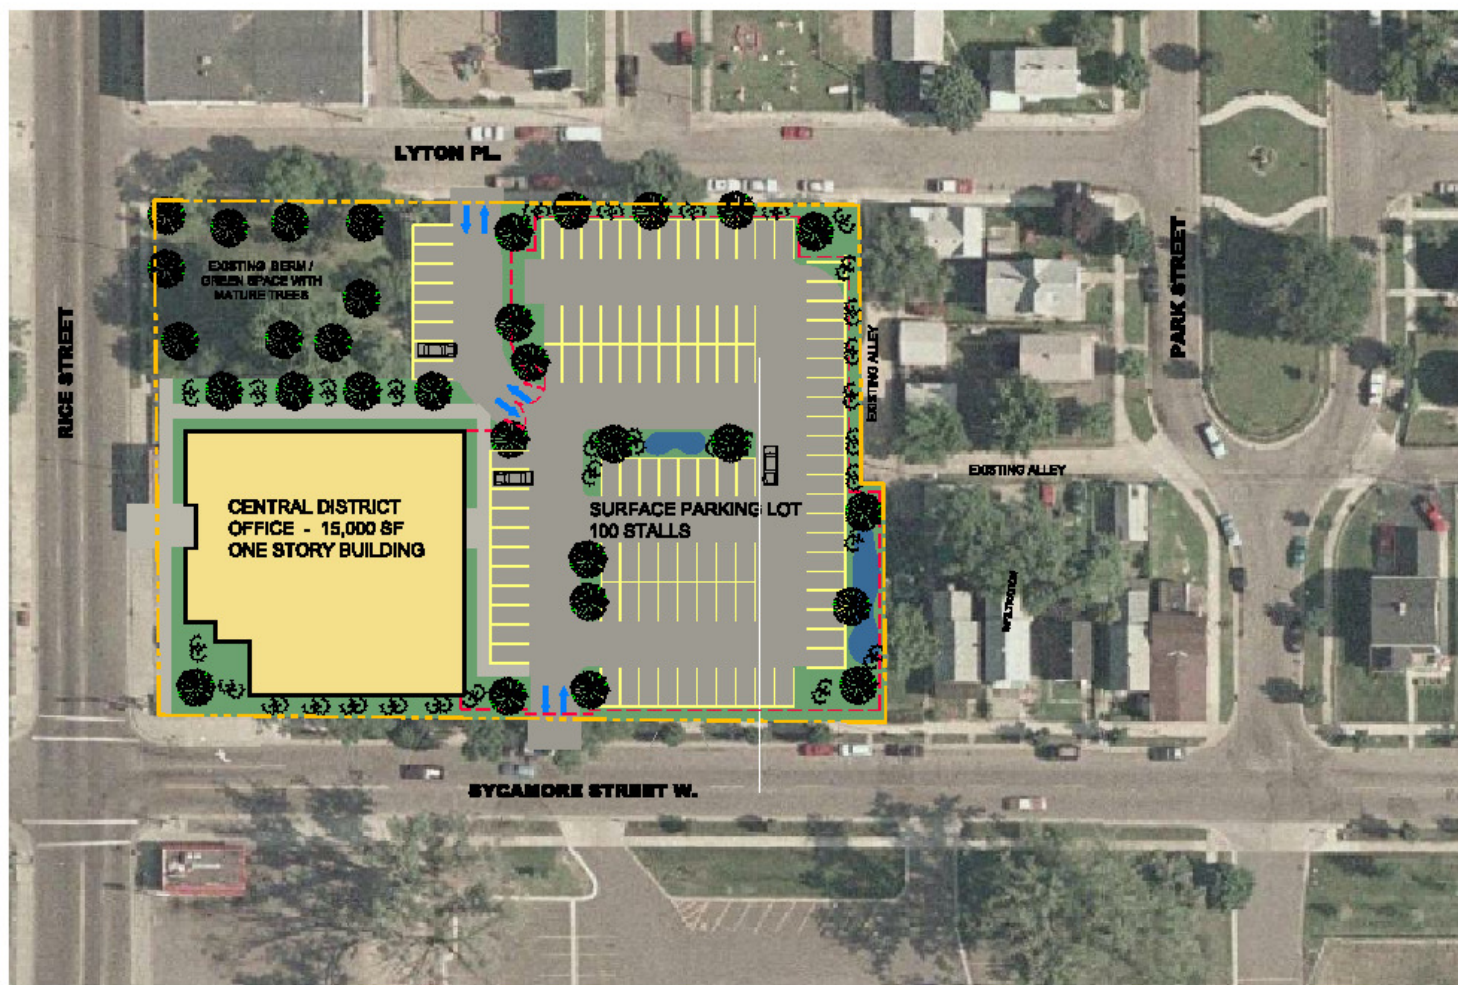 LYTON PL.
EXISTING BERM /
GREEN SPACE WITH
MATURE TREES
RICE STREET
PARK STREET
EXISTING ALLEY
EXISTING ALLEY
CENTRAL DISTRICT
OFFICE - 15,000 SF
ONE STORY BUILDING
SURFACE PARKING LOT
100 STALLS
INFILTRATION
SYCAMORE STREET W.